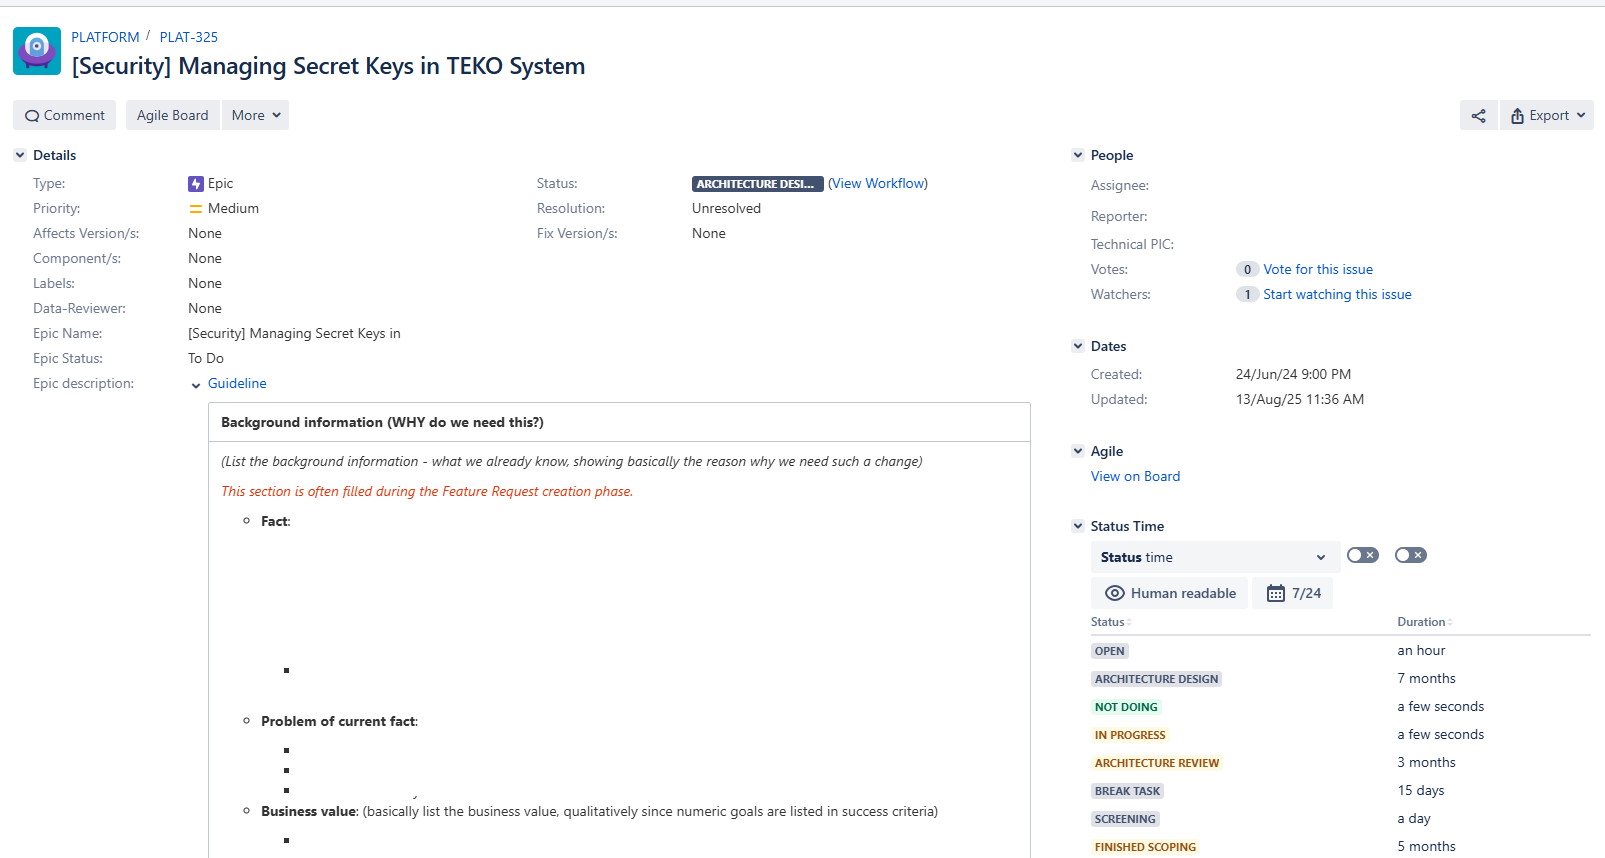 PLATFORM / PLAT-325
[Security] Managing Secret Keys in TEKO System
Comment
Agile Board
More
Export
Details
Type: Epic
Status: ARCHITECTURE DESI... (View Workflow)
Priority: Medium
Resolution: Unresolved
Affects Version/s: None
Fix Version/s: None
Component/s: None
Labels: None
Data-Reviewer: None
Epic Name: [Security] Managing Secret Keys in
Epic Status: To Do
Epic description: Guideline
Background information (WHY do we need this?)
(List the background information - what we already know, showing basically the reason why we need such a change)
This section is often filled during the Feature Request creation phase.
Fact:
Problem of current fact:
Business value: (basically list the business value, qualitatively since numeric goals are listed in success criteria)
People
Assignee:
Reporter:
Technical PIC:
Votes: 0 Vote for this issue
Watchers: 1 Start watching this issue
Dates
Created: 24/Jun/24 9:00 PM
Updated: 13/Aug/25 11:36 AM
Agile
View on Board
Status Time
Status time
Human readable
7/24
Status Duration
OPEN an hour
ARCHITECTURE DESIGN 7 months
NOT DOING a few seconds
IN PROGRESS a few seconds
ARCHITECTURE REVIEW 3 months
BREAK TASK 15 days
SCREENING a day
FINISHED SCOPING 5 months